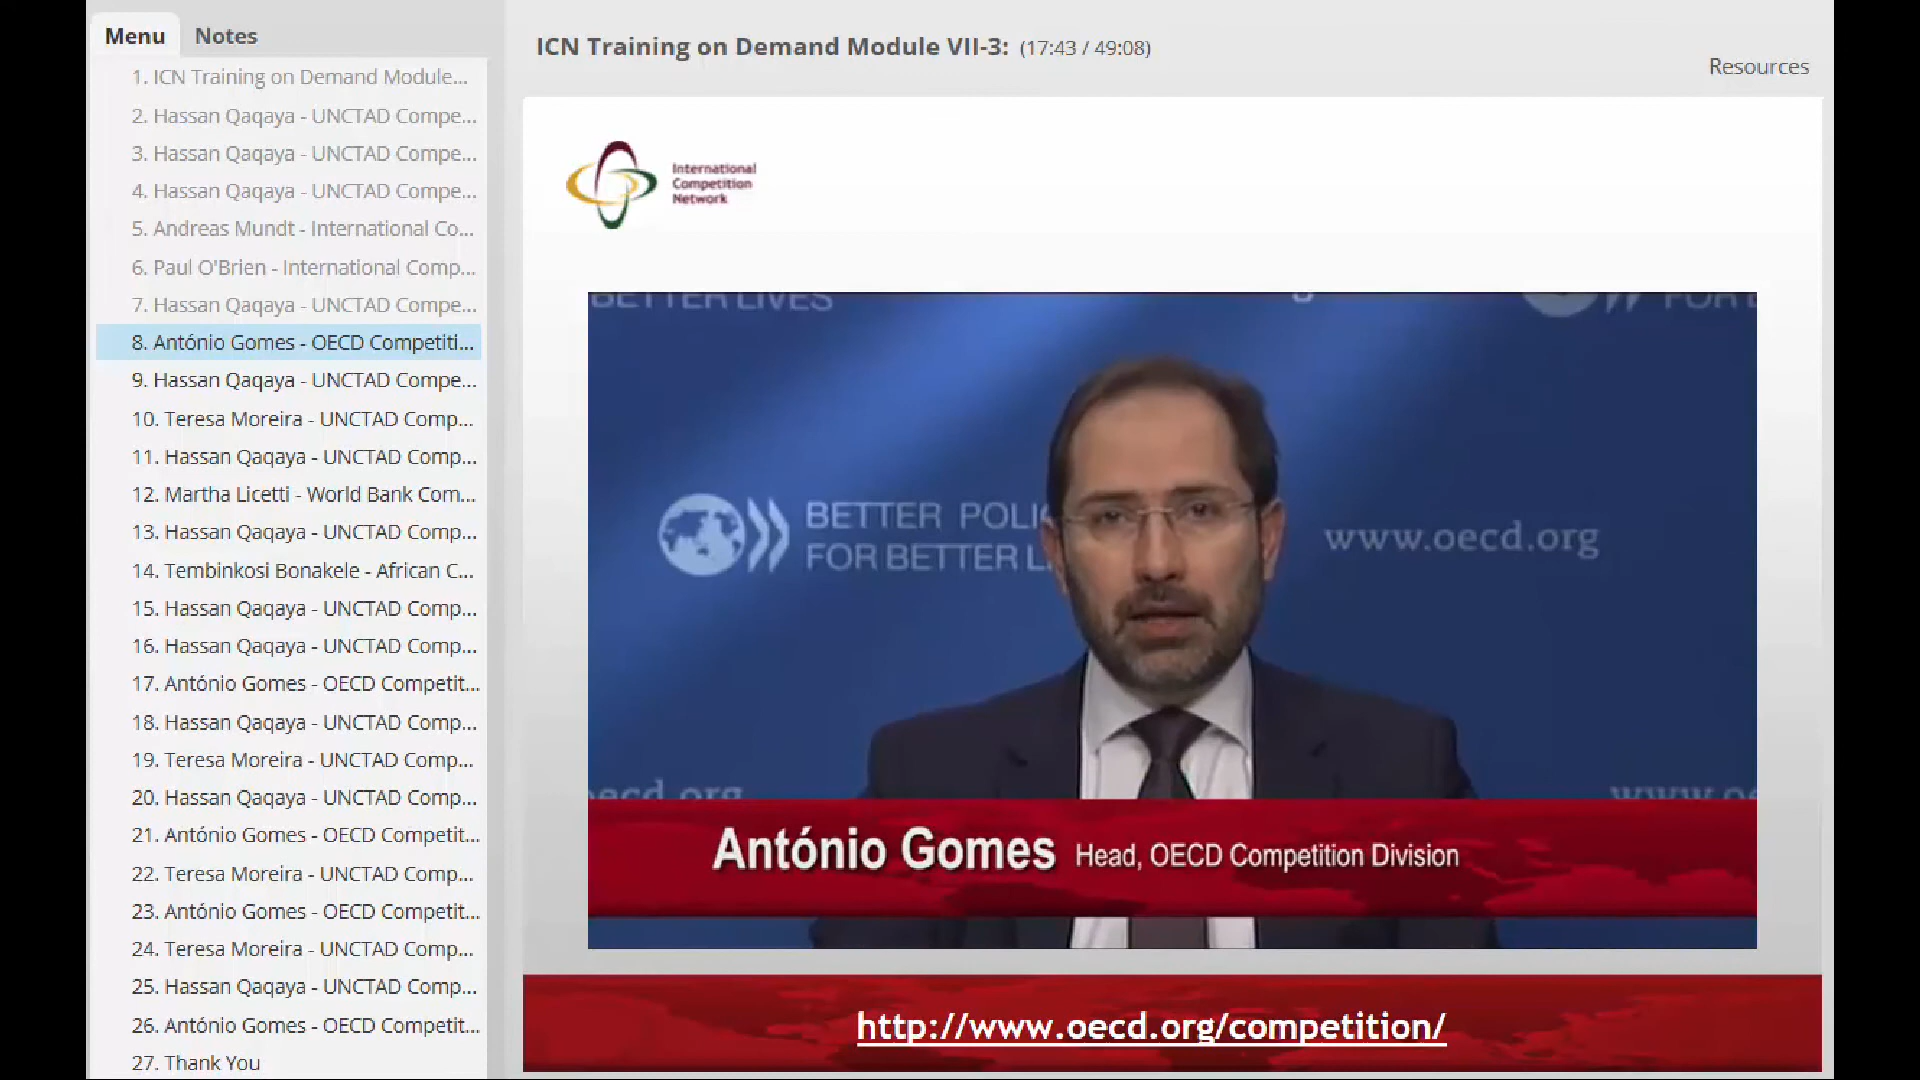 Menu
Notes
1. ICN Training on Demand Module...
2. Hassan Qaqaya - UNCTAD Compe...
3. Hassan Qaqaya - UNCTAD Compe...
4. Hassan Qaqaya - UNCTAD Compe...
5. Andreas Mundt - International Co...
6. Paul O'Brien - International Comp...
7. Hassan Qaqaya - UNCTAD Compe...
8. António Gomes - OECD Competiti...
9. Hassan Qaqaya - UNCTAD Compe...
10. Teresa Moreira - UNCTAD Comp...
11. Hassan Qaqaya - UNCTAD Comp...
12. Martha Licetti - World Bank Com...
13. Hassan Qaqaya - UNCTAD Comp...
14. Tembinkosi Bonakele - African C...
15. Hassan Qaqaya - UNCTAD Comp...
16. Hassan Qaqaya - UNCTAD Comp...
17. António Gomes - OECD Competit...
18. Hassan Qaqaya - UNCTAD Comp...
19. Teresa Moreira - UNCTAD Comp...
20. Hassan Qaqaya - UNCTAD Comp...
21. António Gomes - OECD Competit...
22. Teresa Moreira - UNCTAD Comp...
23. António Gomes - OECD Competit...
24. Teresa Moreira - UNCTAD Comp...
25. Hassan Qaqaya - UNCTAD Comp...
26. António Gomes - OECD Competit...
27. Thank You
ICN Training on Demand Module VII-3: (17:43 / 49:08)
Resources
International
Competition
Network
BETTER LIVES
FOR
BETTER POLI
FOR BETTER L
www.oecd.org
oecd.org
António Gomes Head, OECD Competition Division
http://www.oecd.org/competition/